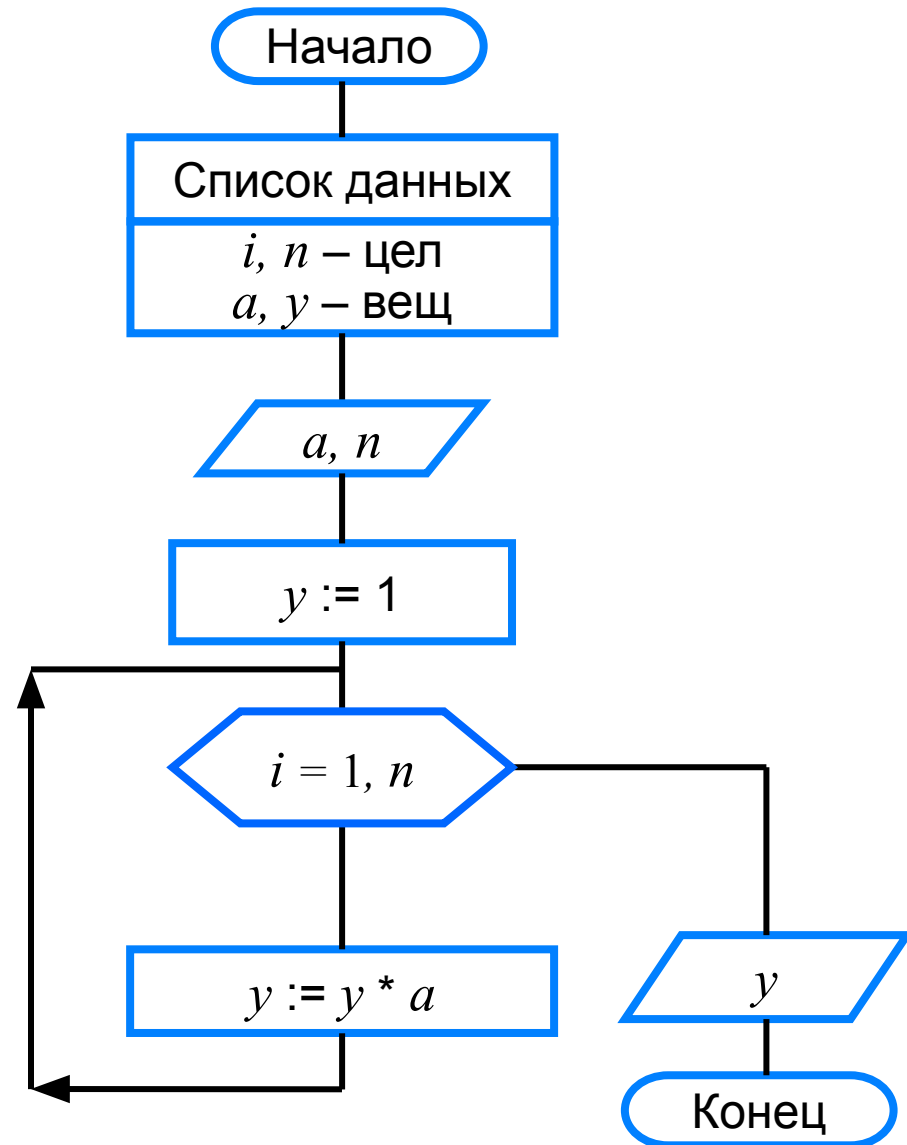 Начало
Список данных
i, n – цел
a, y – вещ
a, n
y := 1
i = 1, n
y := y * a
y
Конец